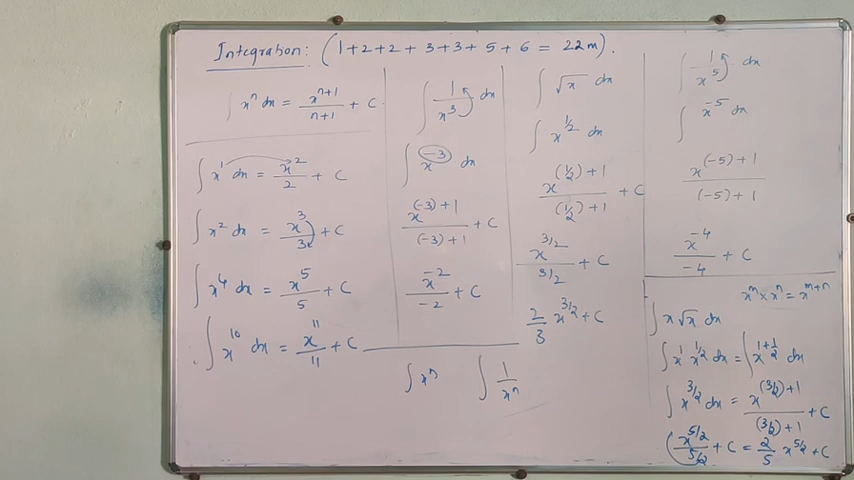 Integration: (1+2+2+3+3+5+6 = 22m).
∫ xⁿ dx = xⁿ⁺¹/n+1 + C
∫ x¹ dx = x²/2 + C
∫ x² dx = x³/3 + C
∫ x⁴ dx = x⁵/5 + C
∫ x¹⁰ dx = x¹¹/11 + C
∫ 1/x³ dx
∫ x⁻³ dx
x^(-3)+1/(-3)+1 + C
x⁻²/-2 + C
∫ xⁿ ∫ 1/xⁿ
∫ √x dx
∫ x^1/2 dx
x^(1/2)+1/(1/2)+1 + C
x^3/2/3/2 + C
2/3 x^3/2 + C
∫ 1/x⁵ dx
∫ x⁻⁵ dx
x^(-5)+1/(-5)+1
x⁻⁴/-4 + C
xᵐ × xⁿ = xᵐ⁺ⁿ
∫ x √x dx
∫ x¹ x^1/2 dx = ∫ x^1+1/2 dx
∫ x^3/2 dx = x^(3/2)+1/(3/2)+1 + C
x^5/2/5/2 + C = 2/5 x^5/2 + C